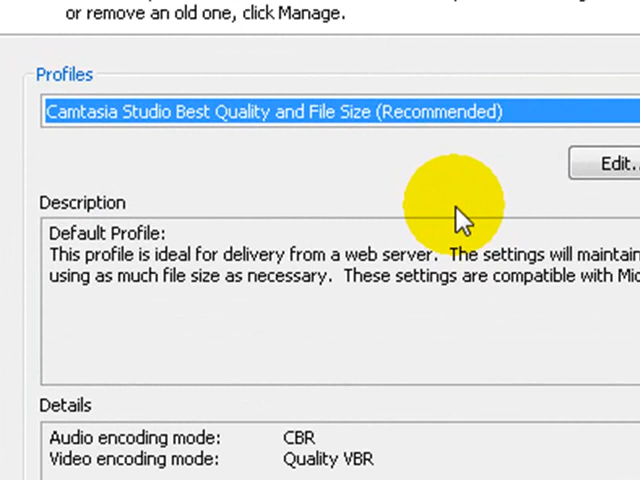 or remove an old one, click Manage.
Profiles
Camtasia Studio Best Quality and File Size (Recommended)
Edit..
Description
Default Profile:
This profile is ideal for delivery from a web server. The settings will maintain
using as much file size as necessary. These settings are compatible with
Details
Audio encoding mode: CBR
Video encoding mode: Quality VBR